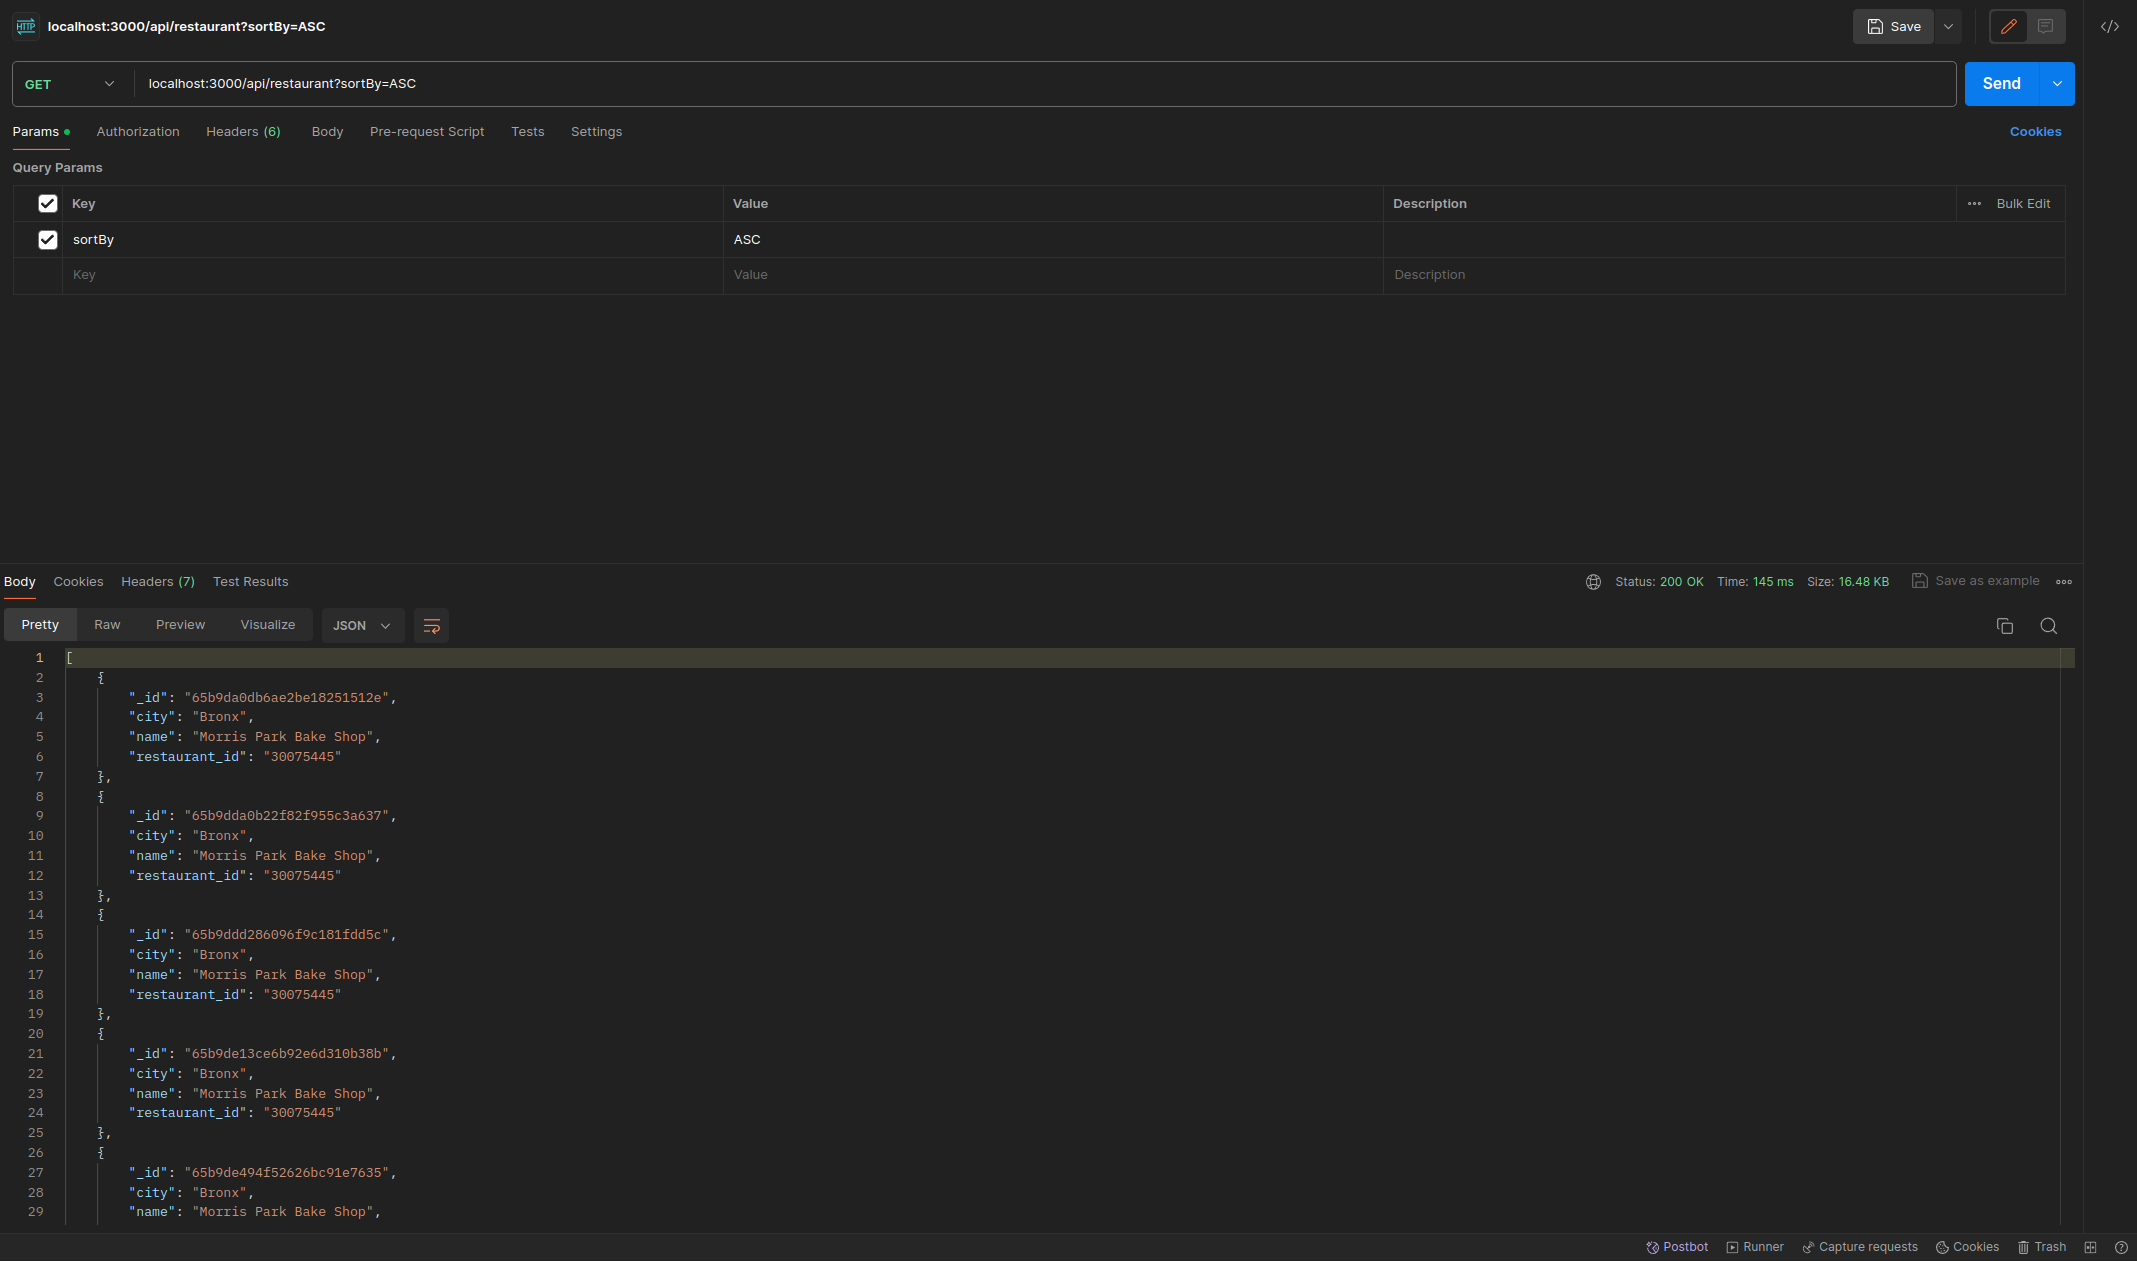 HTTP localhost:3000/api/restaurant?sortBy=ASC Save </>
GET localhost:3000/api/restaurant?sortBy=ASC Send
Params Authorization Headers (6) Body Pre-request Script Tests Settings Cookies
Query Params
Key Value Description Bulk Edit
sortBy ASC
Key Value Description
Body Cookies Headers (7) Test Results Status: 200 OK Time: 145 ms Size: 16.48 KB Save as example
Pretty Raw Preview Visualize JSON
1 [
2 {
3 "_id": "65b9da0db6ae2be18251512e",
4 "city": "Bronx",
5 "name": "Morris Park Bake Shop",
6 "restaurant_id": "30075445"
7 },
8 {
9 "_id": "65b9dda0b22f82f955c3a637",
10 "city": "Bronx",
11 "name": "Morris Park Bake Shop",
12 "restaurant_id": "30075445"
13 },
14 {
15 "_id": "65b9ddd286096f9c181fdd5c",
16 "city": "Bronx",
17 "name": "Morris Park Bake Shop",
18 "restaurant_id": "30075445"
19 },
20 {
21 "_id": "65b9de13ce6b92e6d310b38b",
22 "city": "Bronx",
23 "name": "Morris Park Bake Shop",
24 "restaurant_id": "30075445"
25 },
26 {
27 "_id": "65b9de494f52626bc91e7635",
28 "city": "Bronx",
29 "name": "Morris Park Bake Shop",
Postbot Runner Capture requests Cookies Trash